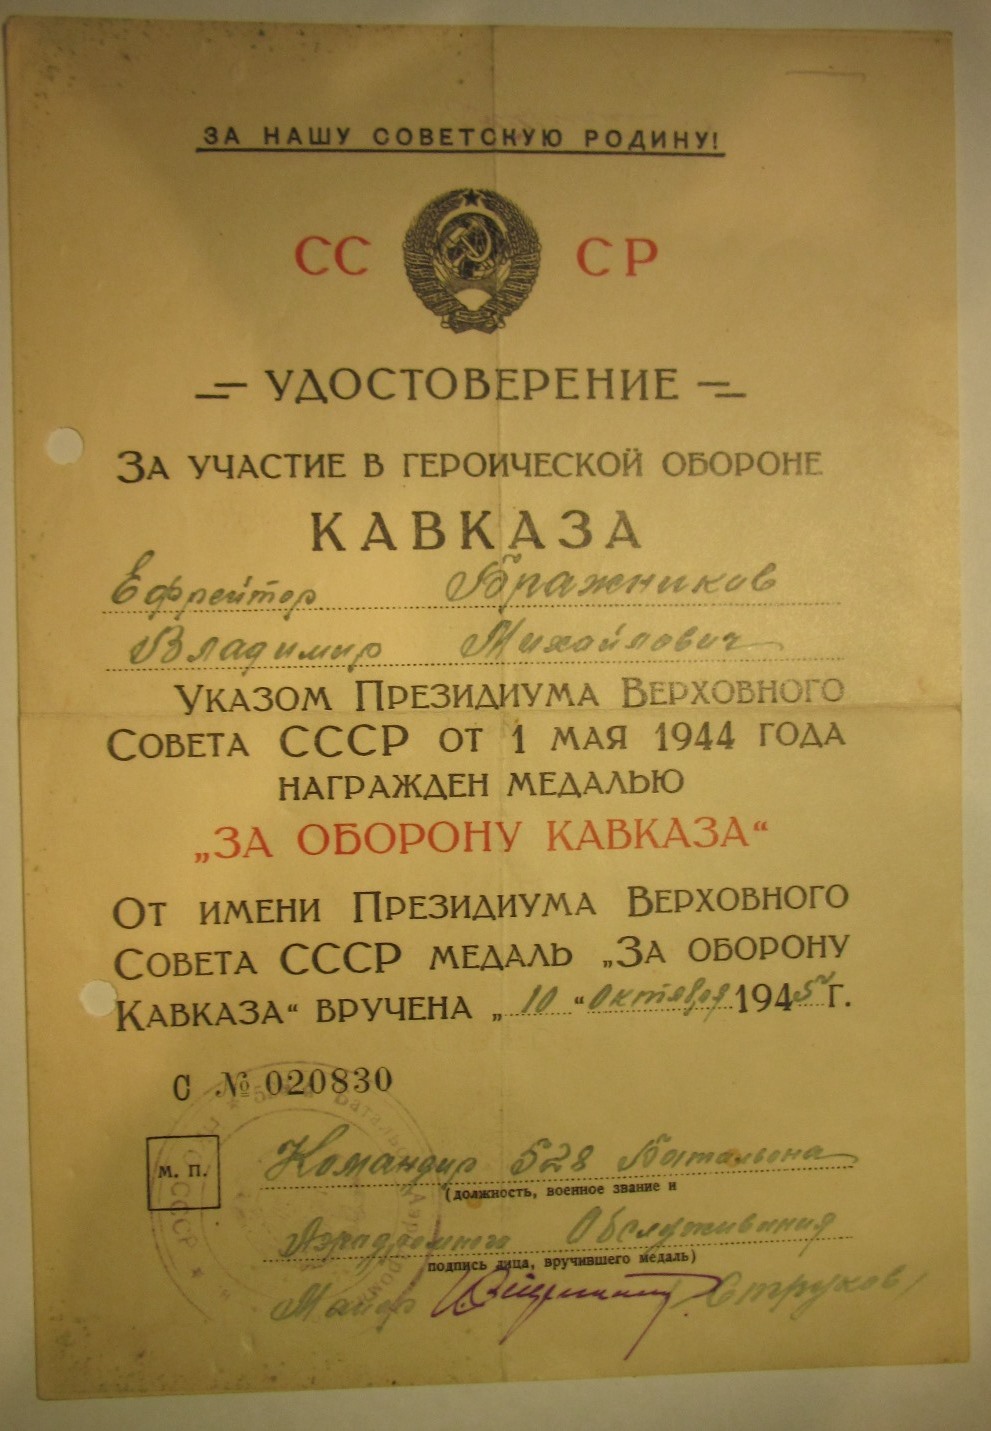 ЗА НАШУ СОВЕТСКУЮ РОДИНУ!
СС СР
УДОСТОВЕРЕНИЕ
ЗА УЧАСТИЕ В ГЕРОИЧЕСКОЙ ОБОРОНЕ
КАВКАЗА
Ефрейтор Бражников
Владимир Михайлович
УКАЗОМ ПРЕЗИДИУМА ВЕРХОВНОГО
СОВЕТА СССР ОТ 1 МАЯ 1944 ГОДА
НАГРАЖДЕН МЕДАЛЬЮ
„ЗА ОБОРОНУ КАВКАЗА“
ОТ ИМЕНИ ПРЕЗИДИУМА ВЕРХОВНОГО
СОВЕТА СССР МЕДАЛЬ „ЗА ОБОРОНУ
КАВКАЗА“ ВРУЧЕНА „10“ Октября 1945 Г.
С № 020830
М. П.
Командир 528 Батальона
(должность, военное звание и
Аэродромного Обслуживания
подпись лица, вручившего медаль)
Майор (Струков)
СССР